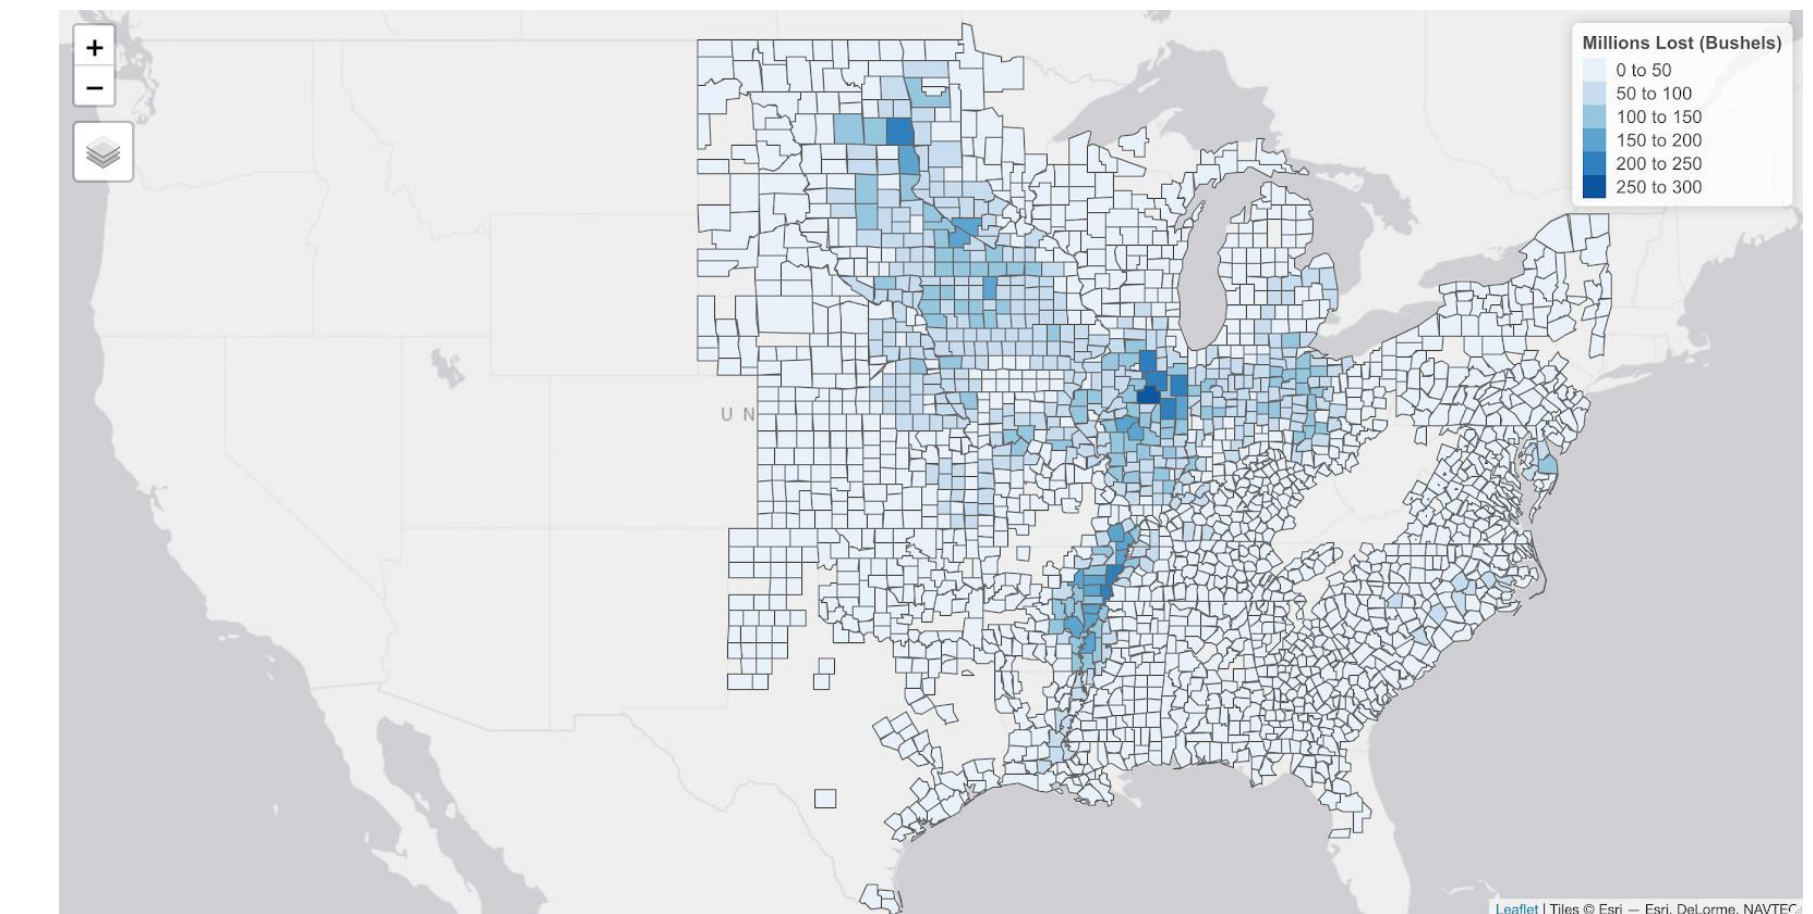 +
−
Millions Lost (Bushels)
0 to 50
50 to 100
100 to 150
150 to 200
200 to 250
250 to 300
U N
Leaflet | Tiles © Esri — Esri, DeLorme, NAVTEQ